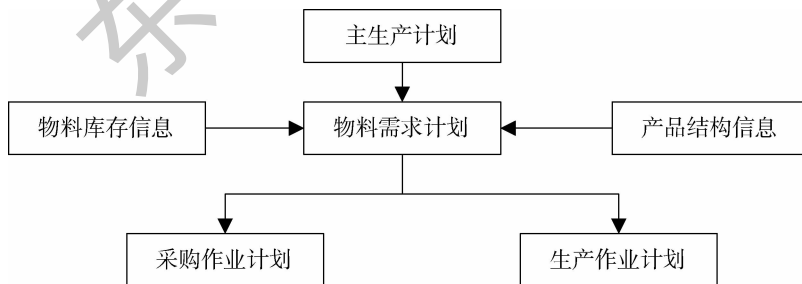 东
主生产计划
物料库存信息
物料需求计划
产品结构信息
采购作业计划
生产作业计划